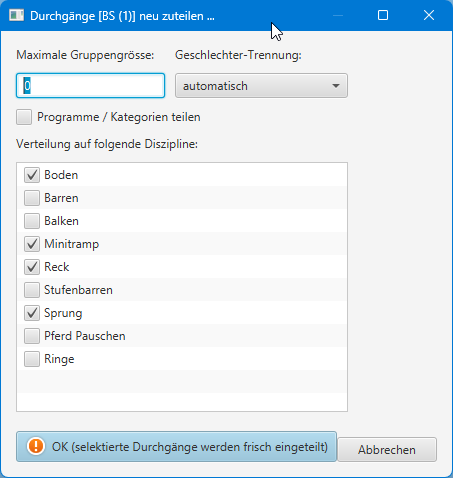 Durchgänge [BS (1)] neu zuteilen ...
Maximale Gruppengrösse: Geschlechter-Trennung:
0 automatisch
Programme / Kategorien teilen
Verteilung auf folgende Diszipline:
Boden
Barren
Balken
Minitramp
Reck
Stufenbarren
Sprung
Pferd Pauschen
Ringe
OK (selektierte Durchgänge werden frisch eingeteilt) Abbrechen